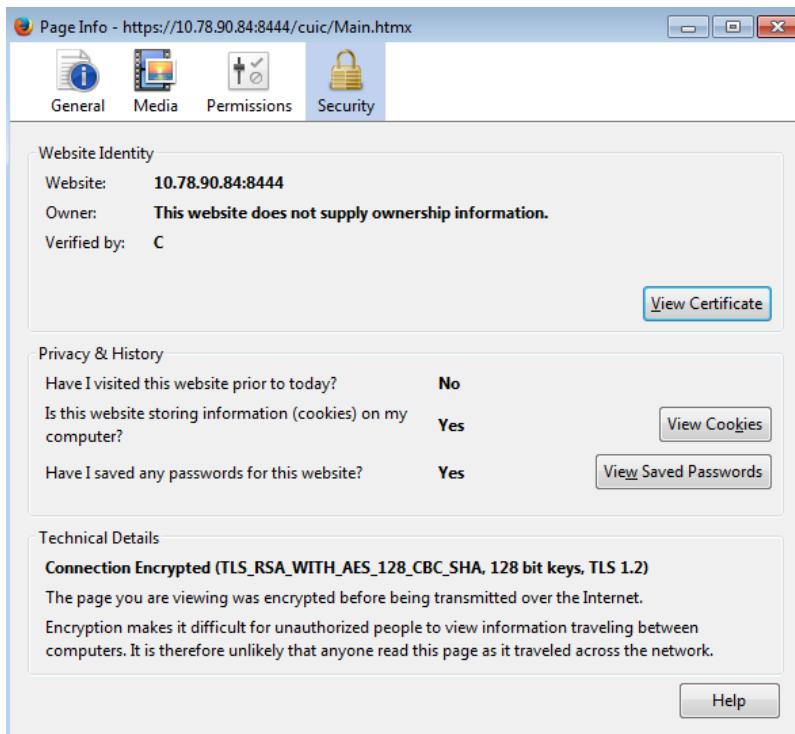 Page Info - https://10.78.90.84:8444/cuic/Main.htmx
General Media Permissions Security
Website Identity
Website: 10.78.90.84:8444
Owner: This website does not supply ownership information.
Verified by: C
View Certificate
Privacy & History
Have I visited this website prior to today? No
Is this website storing information (cookies) on my
computer?
Yes
View Cookies
Have I saved any passwords for this website? Yes View Saved Passwords
Technical Details
Connection Encrypted (TLS_RSA_WITH_AES_128_CBC_SHA, 128 bit keys, TLS 1.2)
The page you are viewing was encrypted before being transmitted over the Internet.
Encryption makes it difficult for unauthorized people to view information traveling between
computers. It is therefore unlikely that anyone read this page as it traveled across the network.
Help